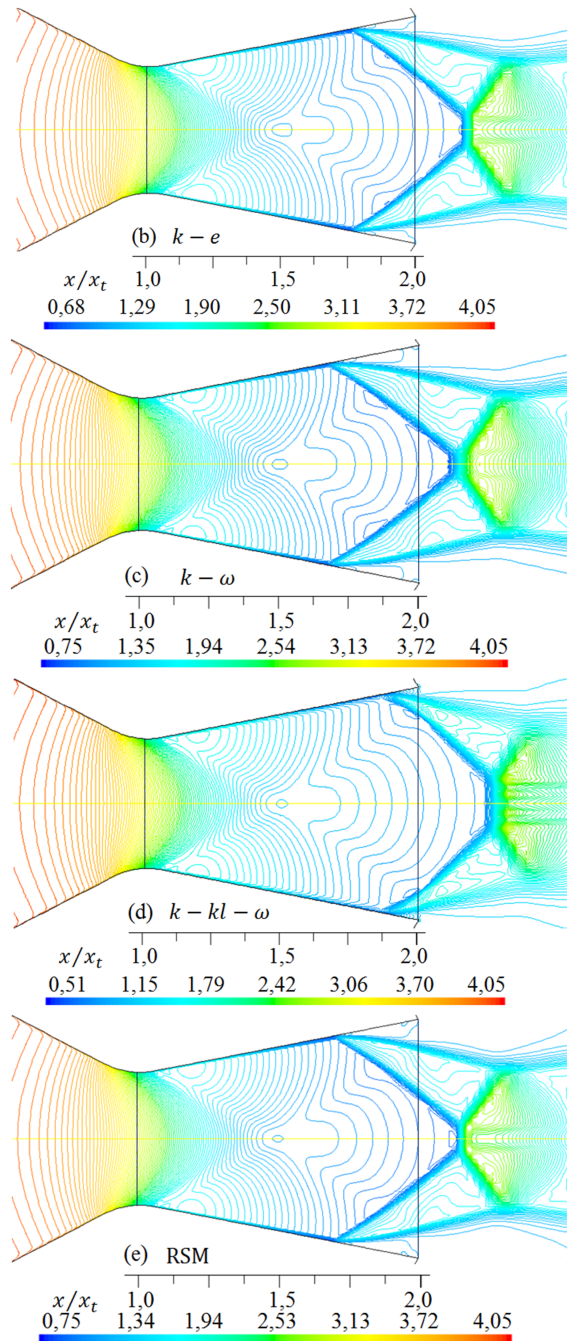 (b) k − e
x/x_t 1,0 1,5 2,0
0,68 1,29 1,90 2,50 3,11 3,72 4,05
(c) k − ω
x/x_t 1,0 1,5 2,0
0,75 1,35 1,94 2,54 3,13 3,72 4,05
(d) k − kl − ω
x/x_t 1,0 1,5 2,0
0,51 1,15 1,79 2,42 3,06 3,70 4,05
(e) RSM
x/x_t 1,0 1,5 2,0
0,75 1,34 1,94 2,53 3,13 3,72 4,05